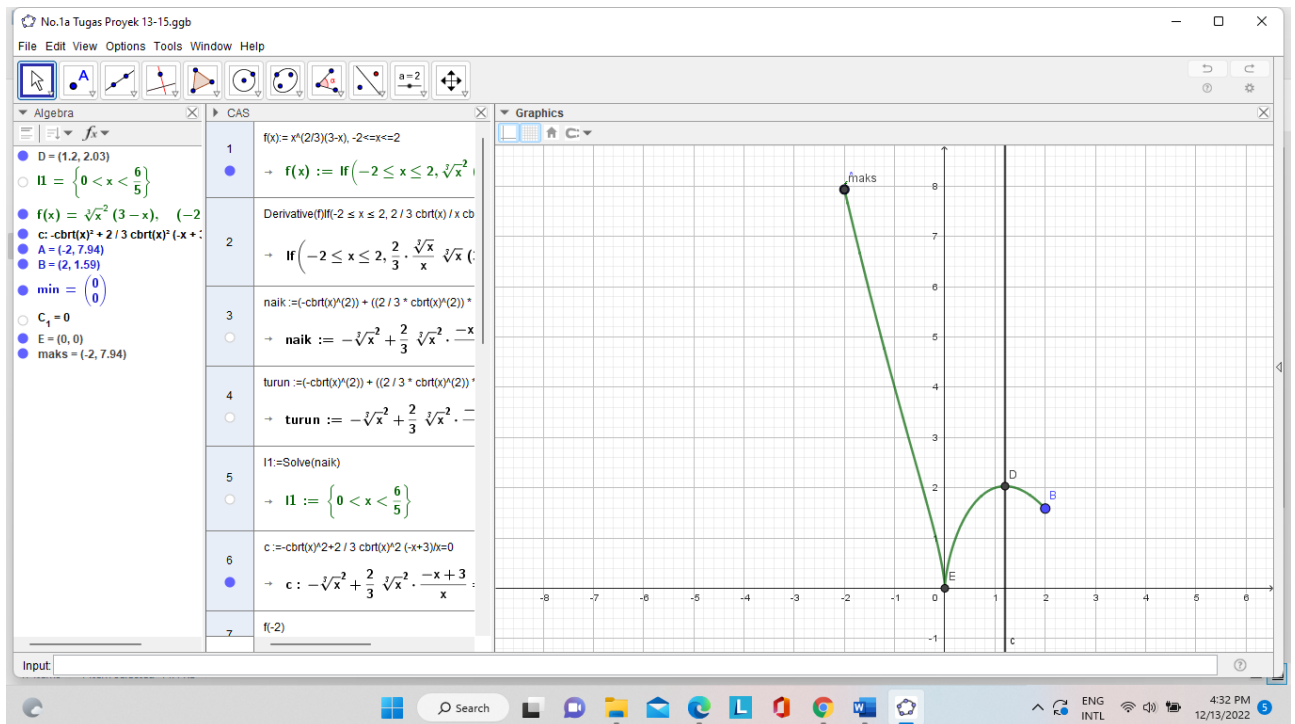 No.1a Tugas Proyek 13-15.ggb
File Edit View Options Tools Window Help
A
a=2
Algebra
D = (1.2, 2.03)
l1 = {0 < x < 6/5}
f(x) = ∛x² (3 − x), (−2
c: -cbrt(x)² + 2 / 3 cbrt(x)² (-x + :
A = (-2, 7.94)
B = (2, 1.59)
min = (0 0)
C₁ = 0
E = (0, 0)
maks = (-2, 7.94)
CAS
1
f(x):= x^(2/3)(3-x), -2<=x<=2
→ f(x) := If(−2 ≤ x ≤ 2, ∛x² (
2
Derivative(f)If(-2 ≤ x ≤ 2, 2 / 3 cbrt(x) / x cb
→ If(−2 ≤ x ≤ 2, 2/3 · ∛x/x ∛x (
3
naik :=(-cbrt(x)^(2)) + ((2 / 3 * cbrt(x)^(2)) *
→ naik := −∛x² + 2/3 ∛x² · −x
4
turun :=(-cbrt(x)^(2)) + ((2 / 3 * cbrt(x)^(2)) *
→ turun := −∛x² + 2/3 ∛x² · −
5
l1:=Solve(naik)
→ l1 := {0 < x < 6/5}
6
c :=-cbrt(x)^2+2 / 3 cbrt(x)^2 (-x+3)/x=0
→ c : −∛x² + 2/3 ∛x² · −x + 3/x =
7
f(-2)
Graphics
maks
8
7
6
5
4
3
2
1
D
B
E
-8 -7 -6 -5 -4 -3 -2 -1 0 1 2 3 4 5 6
-1
c
Input:
Search
L
ENG
INTL
4:32 PM
12/13/2022
5